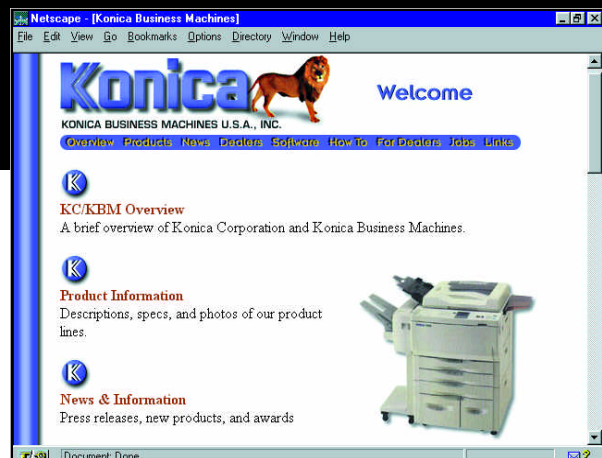 Netscape - [Konica Business Machines]
File Edit View Go Bookmarks Options Directory Window Help
Konica
Welcome
KONICA BUSINESS MACHINES U.S.A., INC.
Overview Products News Dealers Software How To For Dealers Jobs Links
K
KC/KBM Overview
A brief overview of Konica Corporation and Konica Business Machines.
K
Product Information
Descriptions, specs, and photos of our product
lines.
K
News & Information
Press releases, new products, and awards
Document: Done